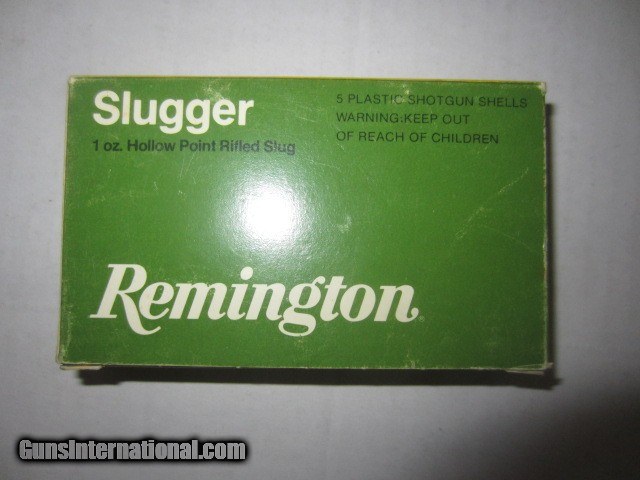 Slugger
1 oz. Hollow Point Rifled Slug
5 PLASTIC SHOTGUN SHELLS
WARNING:KEEP OUT
OF REACH OF CHILDREN
Remington
GunsInternational.com